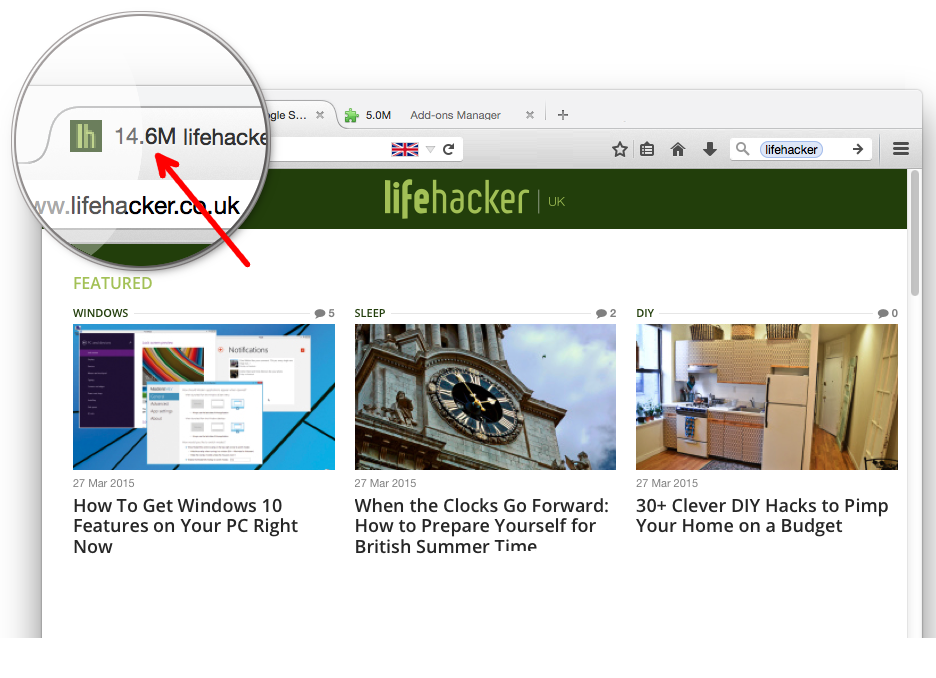 14.6M lifehacke
ogle S...
5.0M Add-ons Manager
lifehacker
ww.lifehacker.co.uk
lifehacker UK
FEATURED
WINDOWS 5
SLEEP 2
DIY 0
Notifications
27 Mar 2015
How To Get Windows 10
Features on Your PC Right
Now
27 Mar 2015
When the Clocks Go Forward:
How to Prepare Yourself for
British Summer Time
27 Mar 2015
30+ Clever DIY Hacks to Pimp
Your Home on a Budget